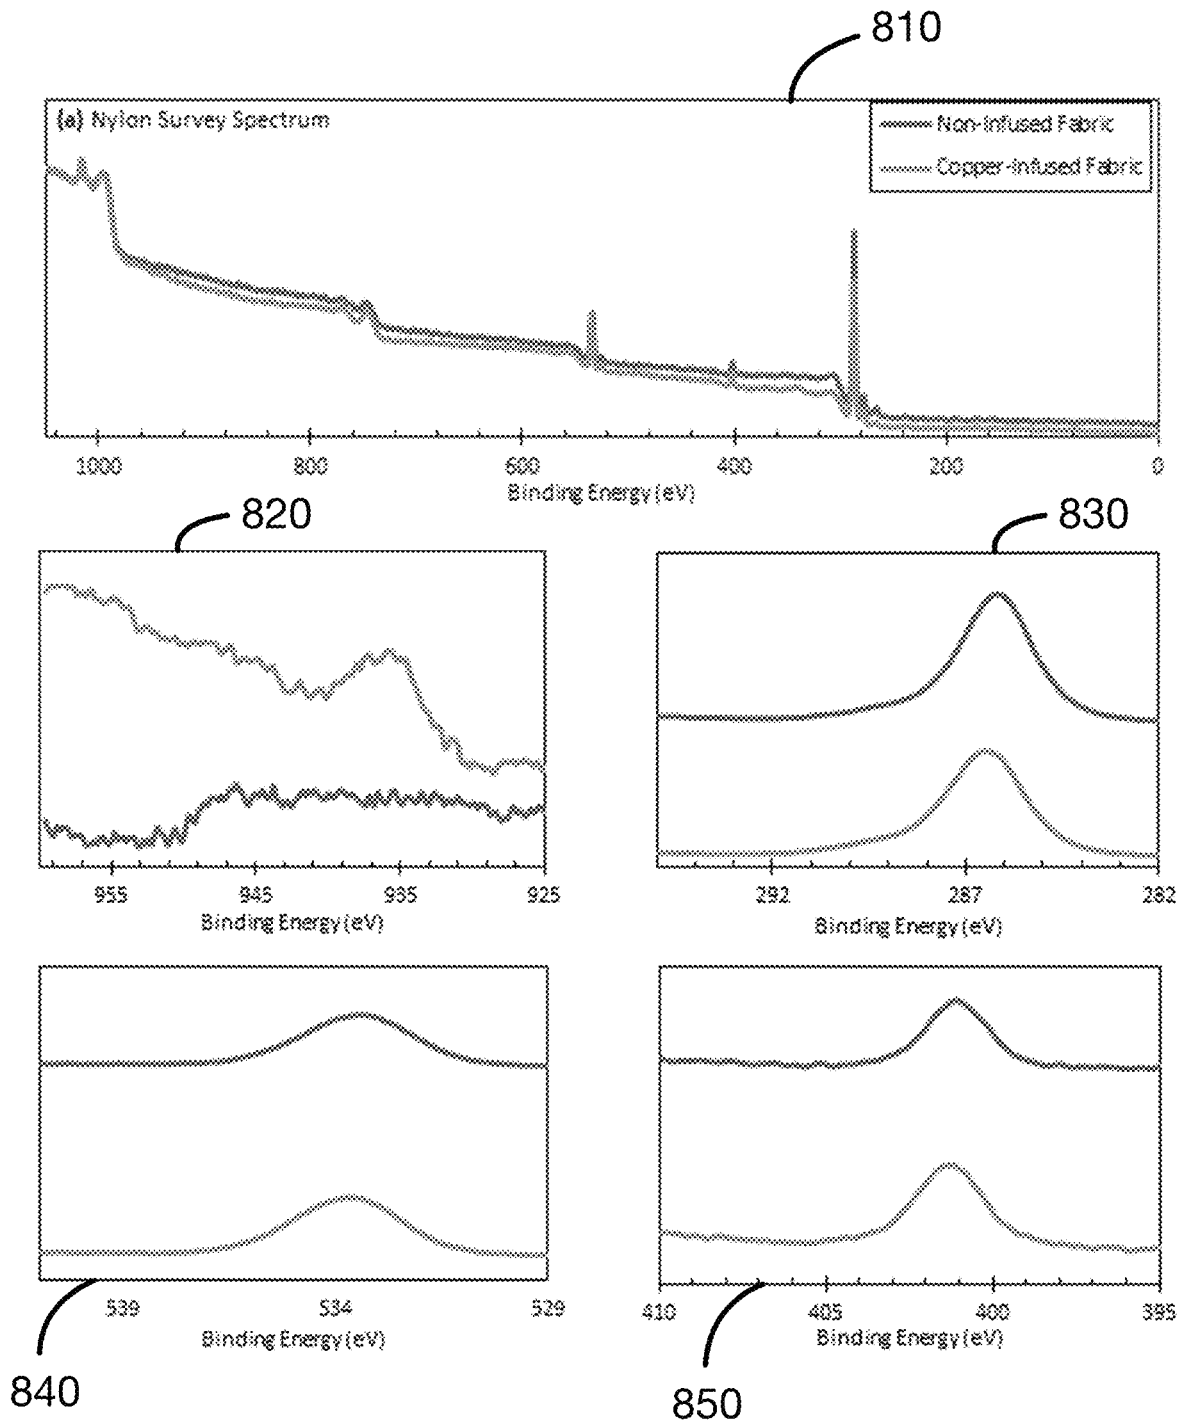 810
(a) Nylon Survey Spectrum
Non-Infused Fabric
Copper-Infused Fabric
1000 800 600 400 200 0
Binding Energy (eV)
820
830
955 945 935 925
Binding Energy (eV)
292 287 282
Binding Energy (eV)
539 534 529
Binding Energy (eV)
410 405 400 395
Binding Energy (eV)
840
850